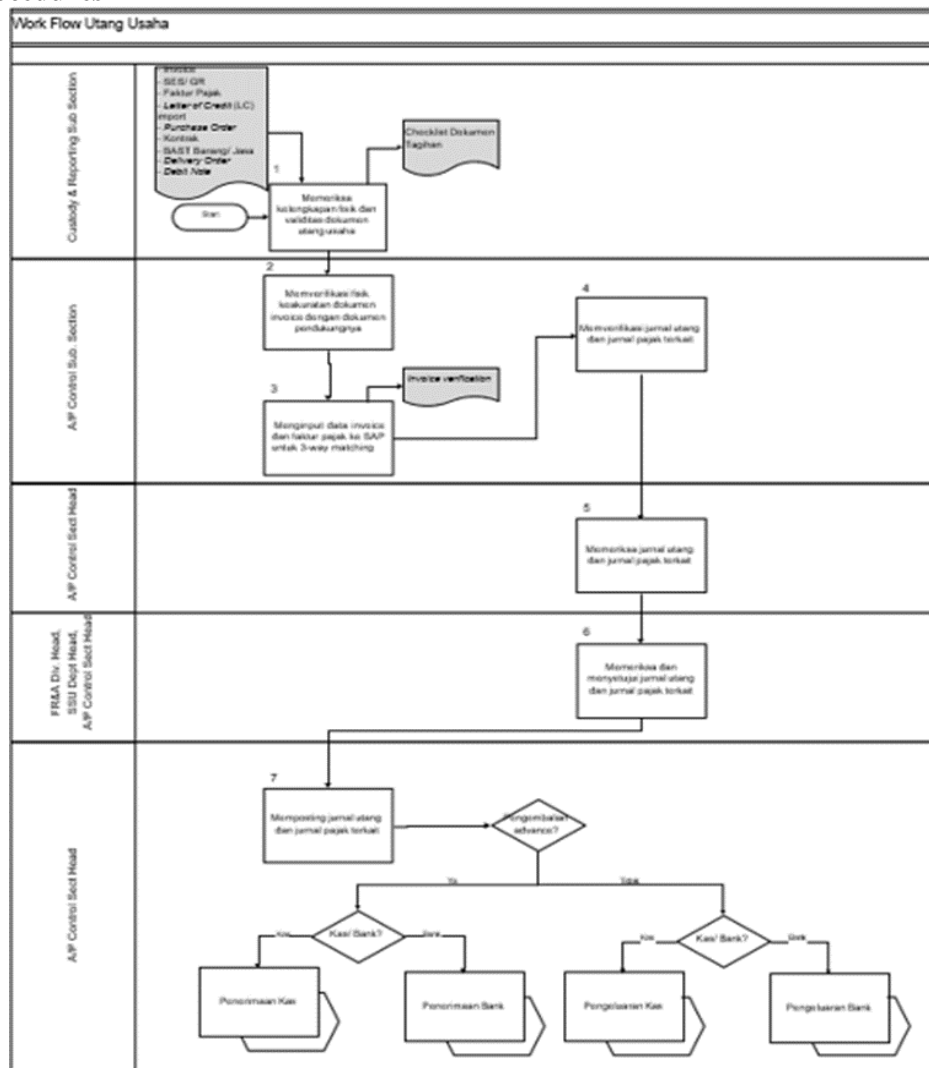 Work Flow Utang Usaha
Custody & Reporting Sub Section
- Invoice
- SES/ GR
- Faktur Pajak
- Letter of Credit (LC)
import
- Purchase Order
- Kontrak
- BAST Barang/ Jasa
- Delivery Order
- Debit Note
Checklist Dokumen
Tagihan
Start
1
Memeriksa
kelengkapan fisik dan
validitas dokumen
utang usaha
A/P Control Sub. Section
2
Memverifikasi fisik
keakuratan dokumen
invoice dengan dokumen
pendukungnya
3
Menginput data invoice
dan faktur pajak ke SAP
untuk 3-way matching
Invoice verification
4
Memverifikasi jurnal utang
dan jurnal pajak terkait
A/P Control Sect Head
5
Memeriksa jurnal utang
dan jurnal pajak terkait
FR&A Div. Head,
SSU Dept Head,
A/P Control Sect Head
6
Memeriksa dan
menyetujui jurnal utang
dan jurnal pajak terkait
A/P Control Sect Head
7
Memposting jurnal utang
dan jurnal pajak terkait
Pengembalian
advance?
Ya
Tidak
Kas/ Bank?
Kas
Bank
Kas/ Bank?
Kas
Bank
Penerimaan Kas
Penerimaan Bank
Pengeluaran Kas
Pengeluaran Bank